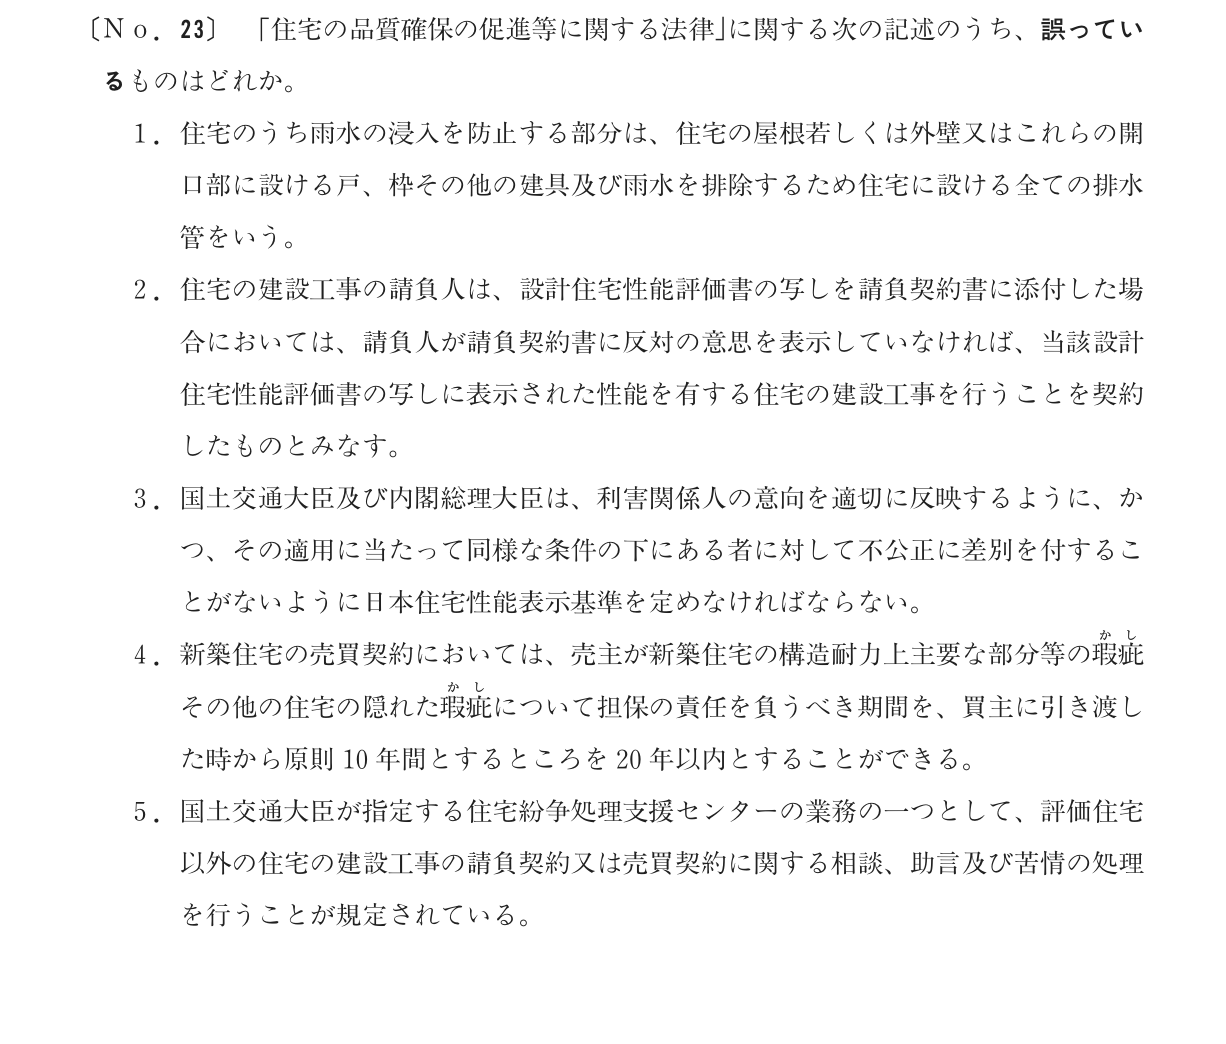 〔Ｎｏ．23〕　「住宅の品質確保の促進等に関する法律」に関する次の記述のうち、誤ってい
るものはどれか。
１．住宅のうち雨水の浸入を防止する部分は、住宅の屋根若しくは外壁又はこれらの開
口部に設ける戸、枠その他の建具及び雨水を排除するため住宅に設ける全ての排水
管をいう。
２．住宅の建設工事の請負人は、設計住宅性能評価書の写しを請負契約書に添付した場
合においては、請負人が請負契約書に反対の意思を表示していなければ、当該設計
住宅性能評価書の写しに表示された性能を有する住宅の建設工事を行うことを契約
したものとみなす。
３．国土交通大臣及び内閣総理大臣は、利害関係人の意向を適切に反映するように、か
つ、その適用に当たって同様な条件の下にある者に対して不公正に差別を付するこ
とがないように日本住宅性能表示基準を定めなければならない。
かし
４．新築住宅の売買契約においては、売主が新築住宅の構造耐力上主要な部分等の瑕疵
かし
その他の住宅の隠れた瑕疵について担保の責任を負うべき期間を、買主に引き渡し
た時から原則 10 年間とするところを 20 年以内とすることができる。
５．国土交通大臣が指定する住宅紛争処理支援センターの業務の一つとして、評価住宅
以外の住宅の建設工事の請負契約又は売買契約に関する相談、助言及び苦情の処理
を行うことが規定されている。